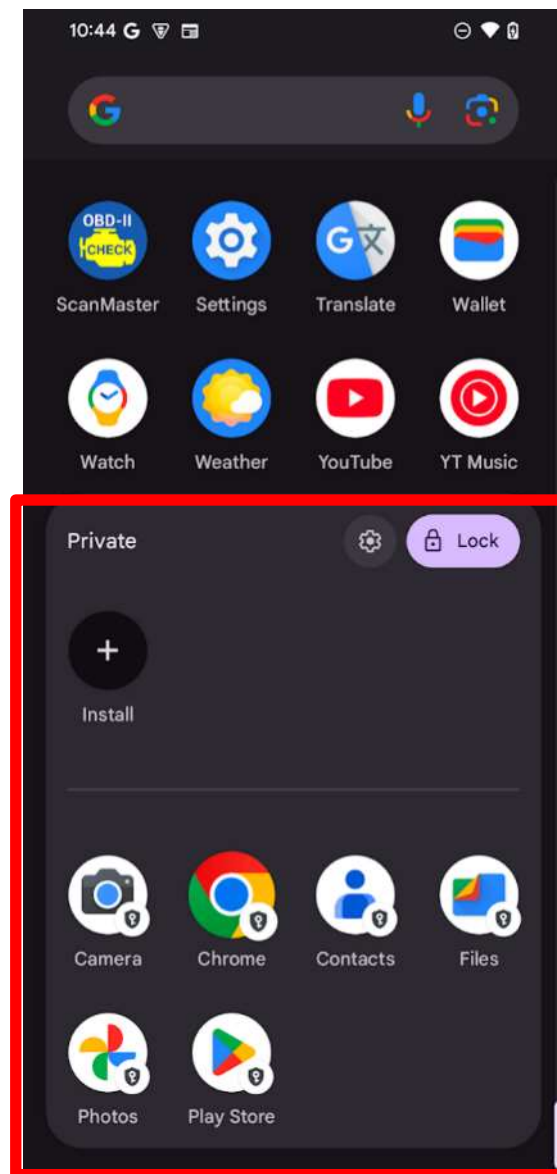 10:44 G
OBD-II
CHECK
ScanMaster Settings Translate Wallet
Watch Weather YouTube YT Music
Private Lock
Install
Camera Chrome Contacts Files
Photos Play Store